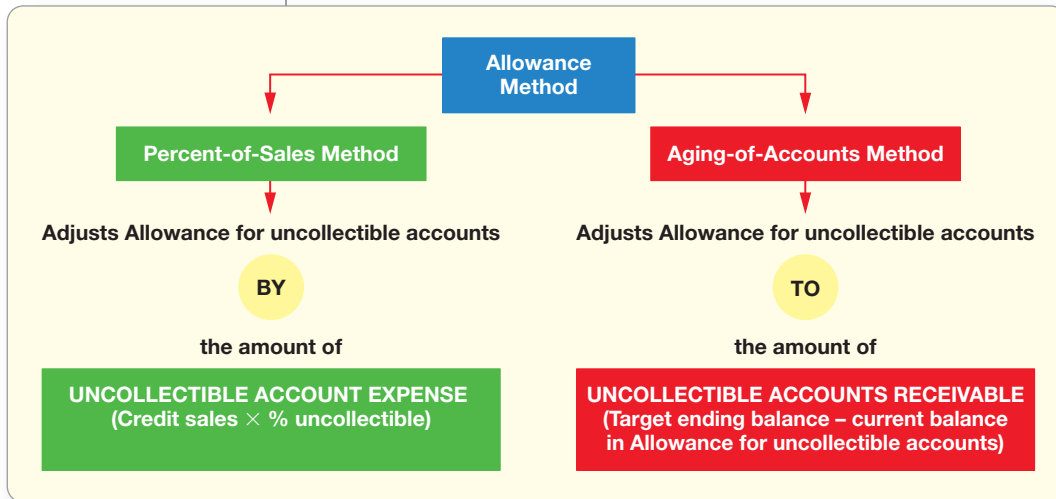 Allowance
Method
Percent-of-Sales Method
Aging-of-Accounts Method
Adjusts Allowance for uncollectible accounts
BY
the amount of
UNCOLLECTIBLE ACCOUNT EXPENSE
(Credit sales × % uncollectible)
Adjusts Allowance for uncollectible accounts
TO
the amount of
UNCOLLECTIBLE ACCOUNTS RECEIVABLE
(Target ending balance – current balance
in Allowance for uncollectible accounts)